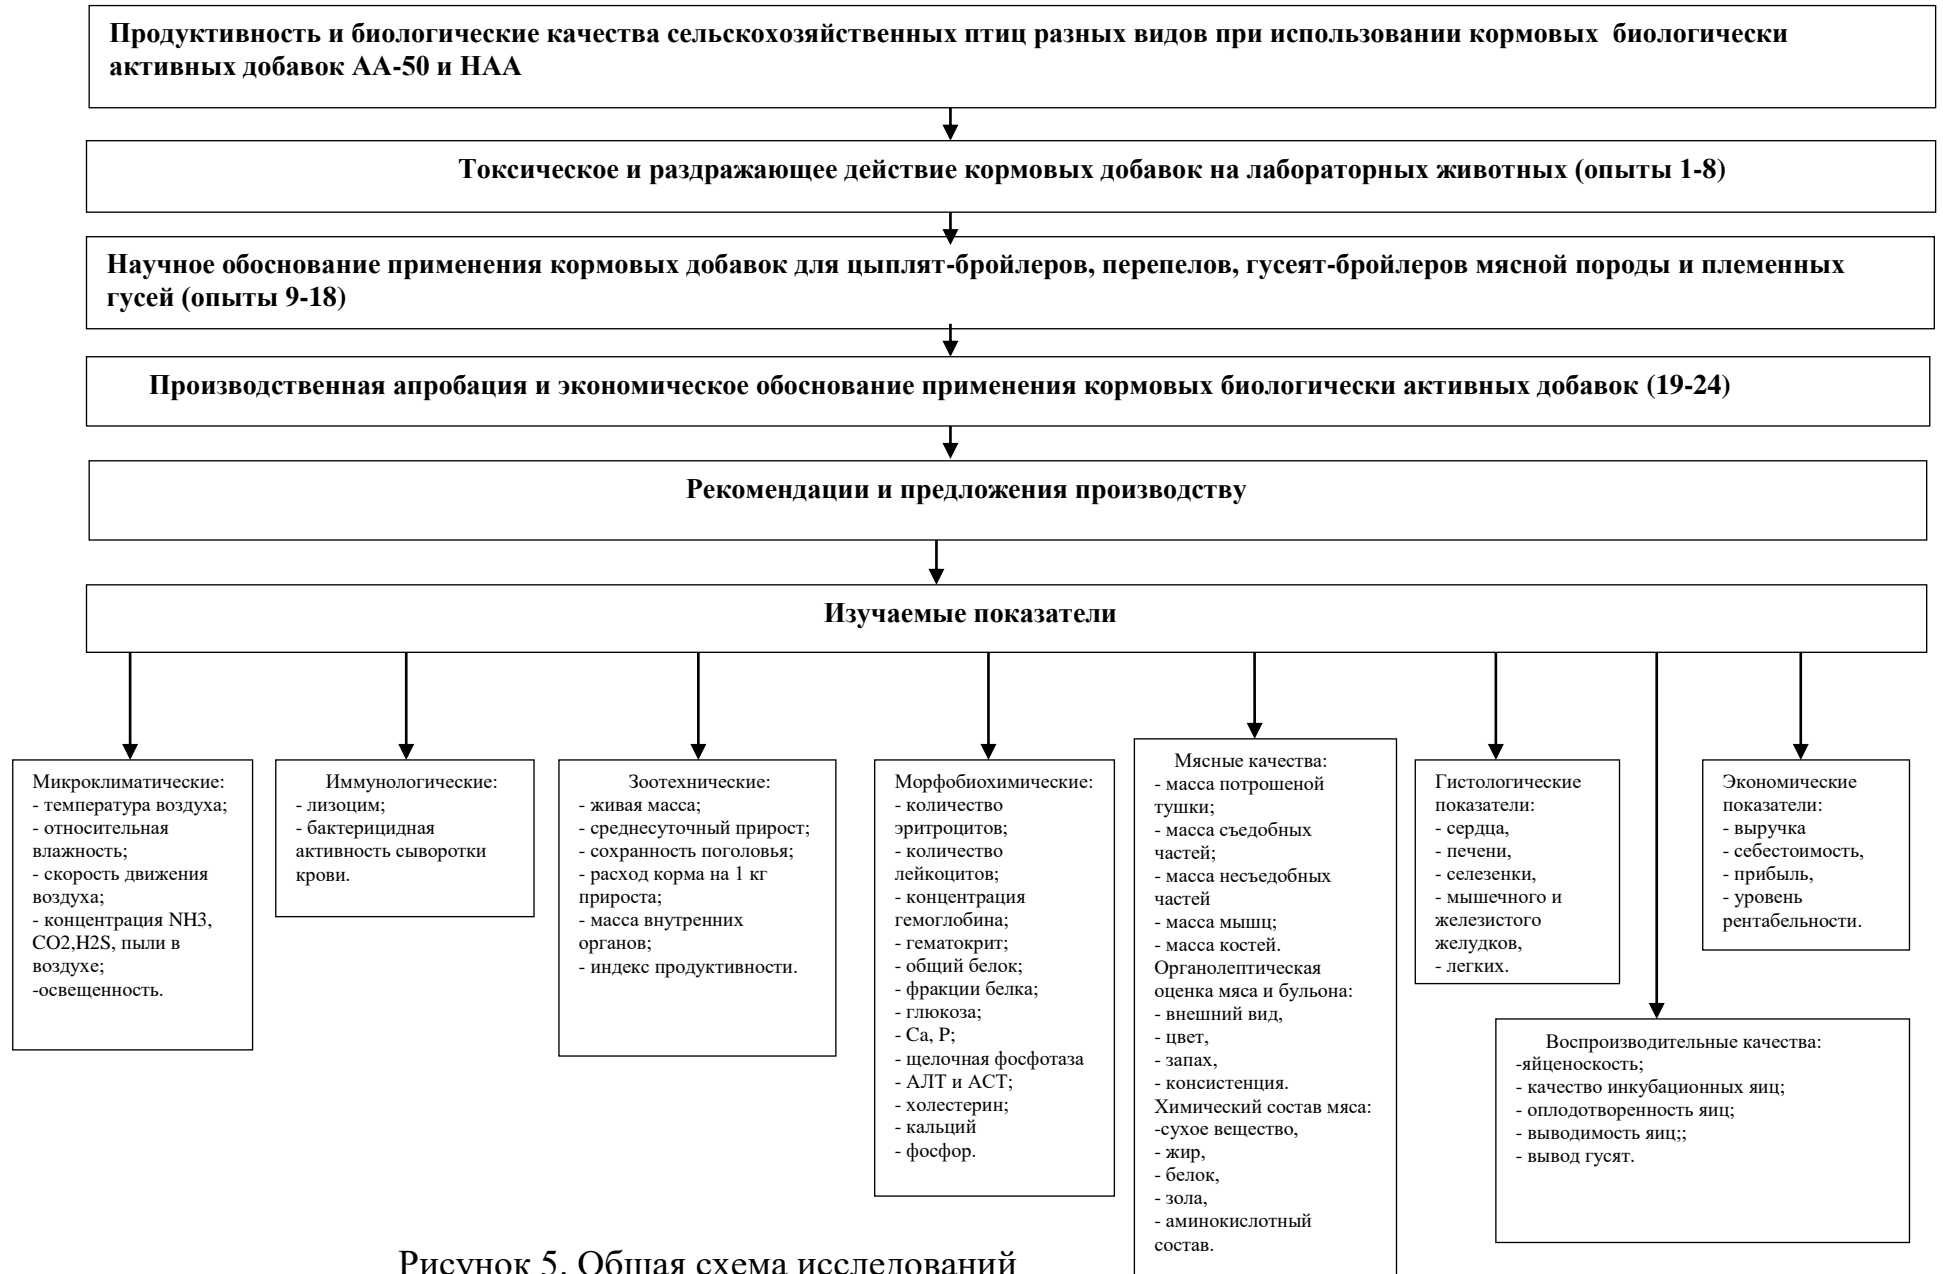 Продуктивность и биологические качества сельскохозяйственных птиц разных видов при использовании кормовых биологически
активных добавок АА-50 и НАА
Токсическое и раздражающее действие кормовых добавок на лабораторных животных (опыты 1-8)
Научное обоснование применения кормовых добавок для цыплят-бройлеров, перепелов, гусеят-бройлеров мясной породы и племенных
гусей (опыты 9-18)
Производственная апробация и экономическое обоснование применения кормовых биологически активных добавок (19-24)
Рекомендации и предложения производству
Изучаемые показатели
Микроклиматические:
- температура воздуха;
- относительная
влажность;
- скорость движения
воздуха;
- концентрация NH3,
CO2,H2S, пыли в
воздухе;
-освещенность.
Иммунологические:
- лизоцим;
- бактерицидная
активность сыворотки
крови.
Зоотехнические:
- живая масса;
- среднесуточный прирост;
- сохранность поголовья;
- расход корма на 1 кг
прироста;
- масса внутренних
органов;
- индекс продуктивности.
Морфобиохимические:
- количество
эритроцитов;
- количество
лейкоцитов;
- концентрация
гемоглобина;
- гематокрит;
- общий белок;
- фракции белка;
- глюкоза;
- Ca, P;
- щелочная фосфотаза
- АЛТ и АСТ;
- холестерин;
- кальций
- фосфор.
Мясные качества:
- масса потрошеной
тушки;
- масса съедобных
частей;
- масса несъедобных
частей
- масса мышц;
- масса костей.
Органолептическая
оценка мяса и бульона:
- внешний вид,
- цвет,
- запах,
- консистенция.
Химический состав мяса:
-сухое вещество,
- жир,
- белок,
- зола,
- аминокислотный
состав.
Гистологические
показатели:
- сердца,
- печени,
- селезенки,
- мышечного и
железистого
желудков,
- легких.
Экономические
показатели:
- выручка
- себестоимость,
- прибыль,
- уровень
рентабельности.
Воспроизводительные качества:
-яйценоскость;
- качество инкубационных яиц;
- оплодотворенность яиц;
- выводимость яиц;;
- вывод гусят.
Рисунок 5. Общая схема исследований